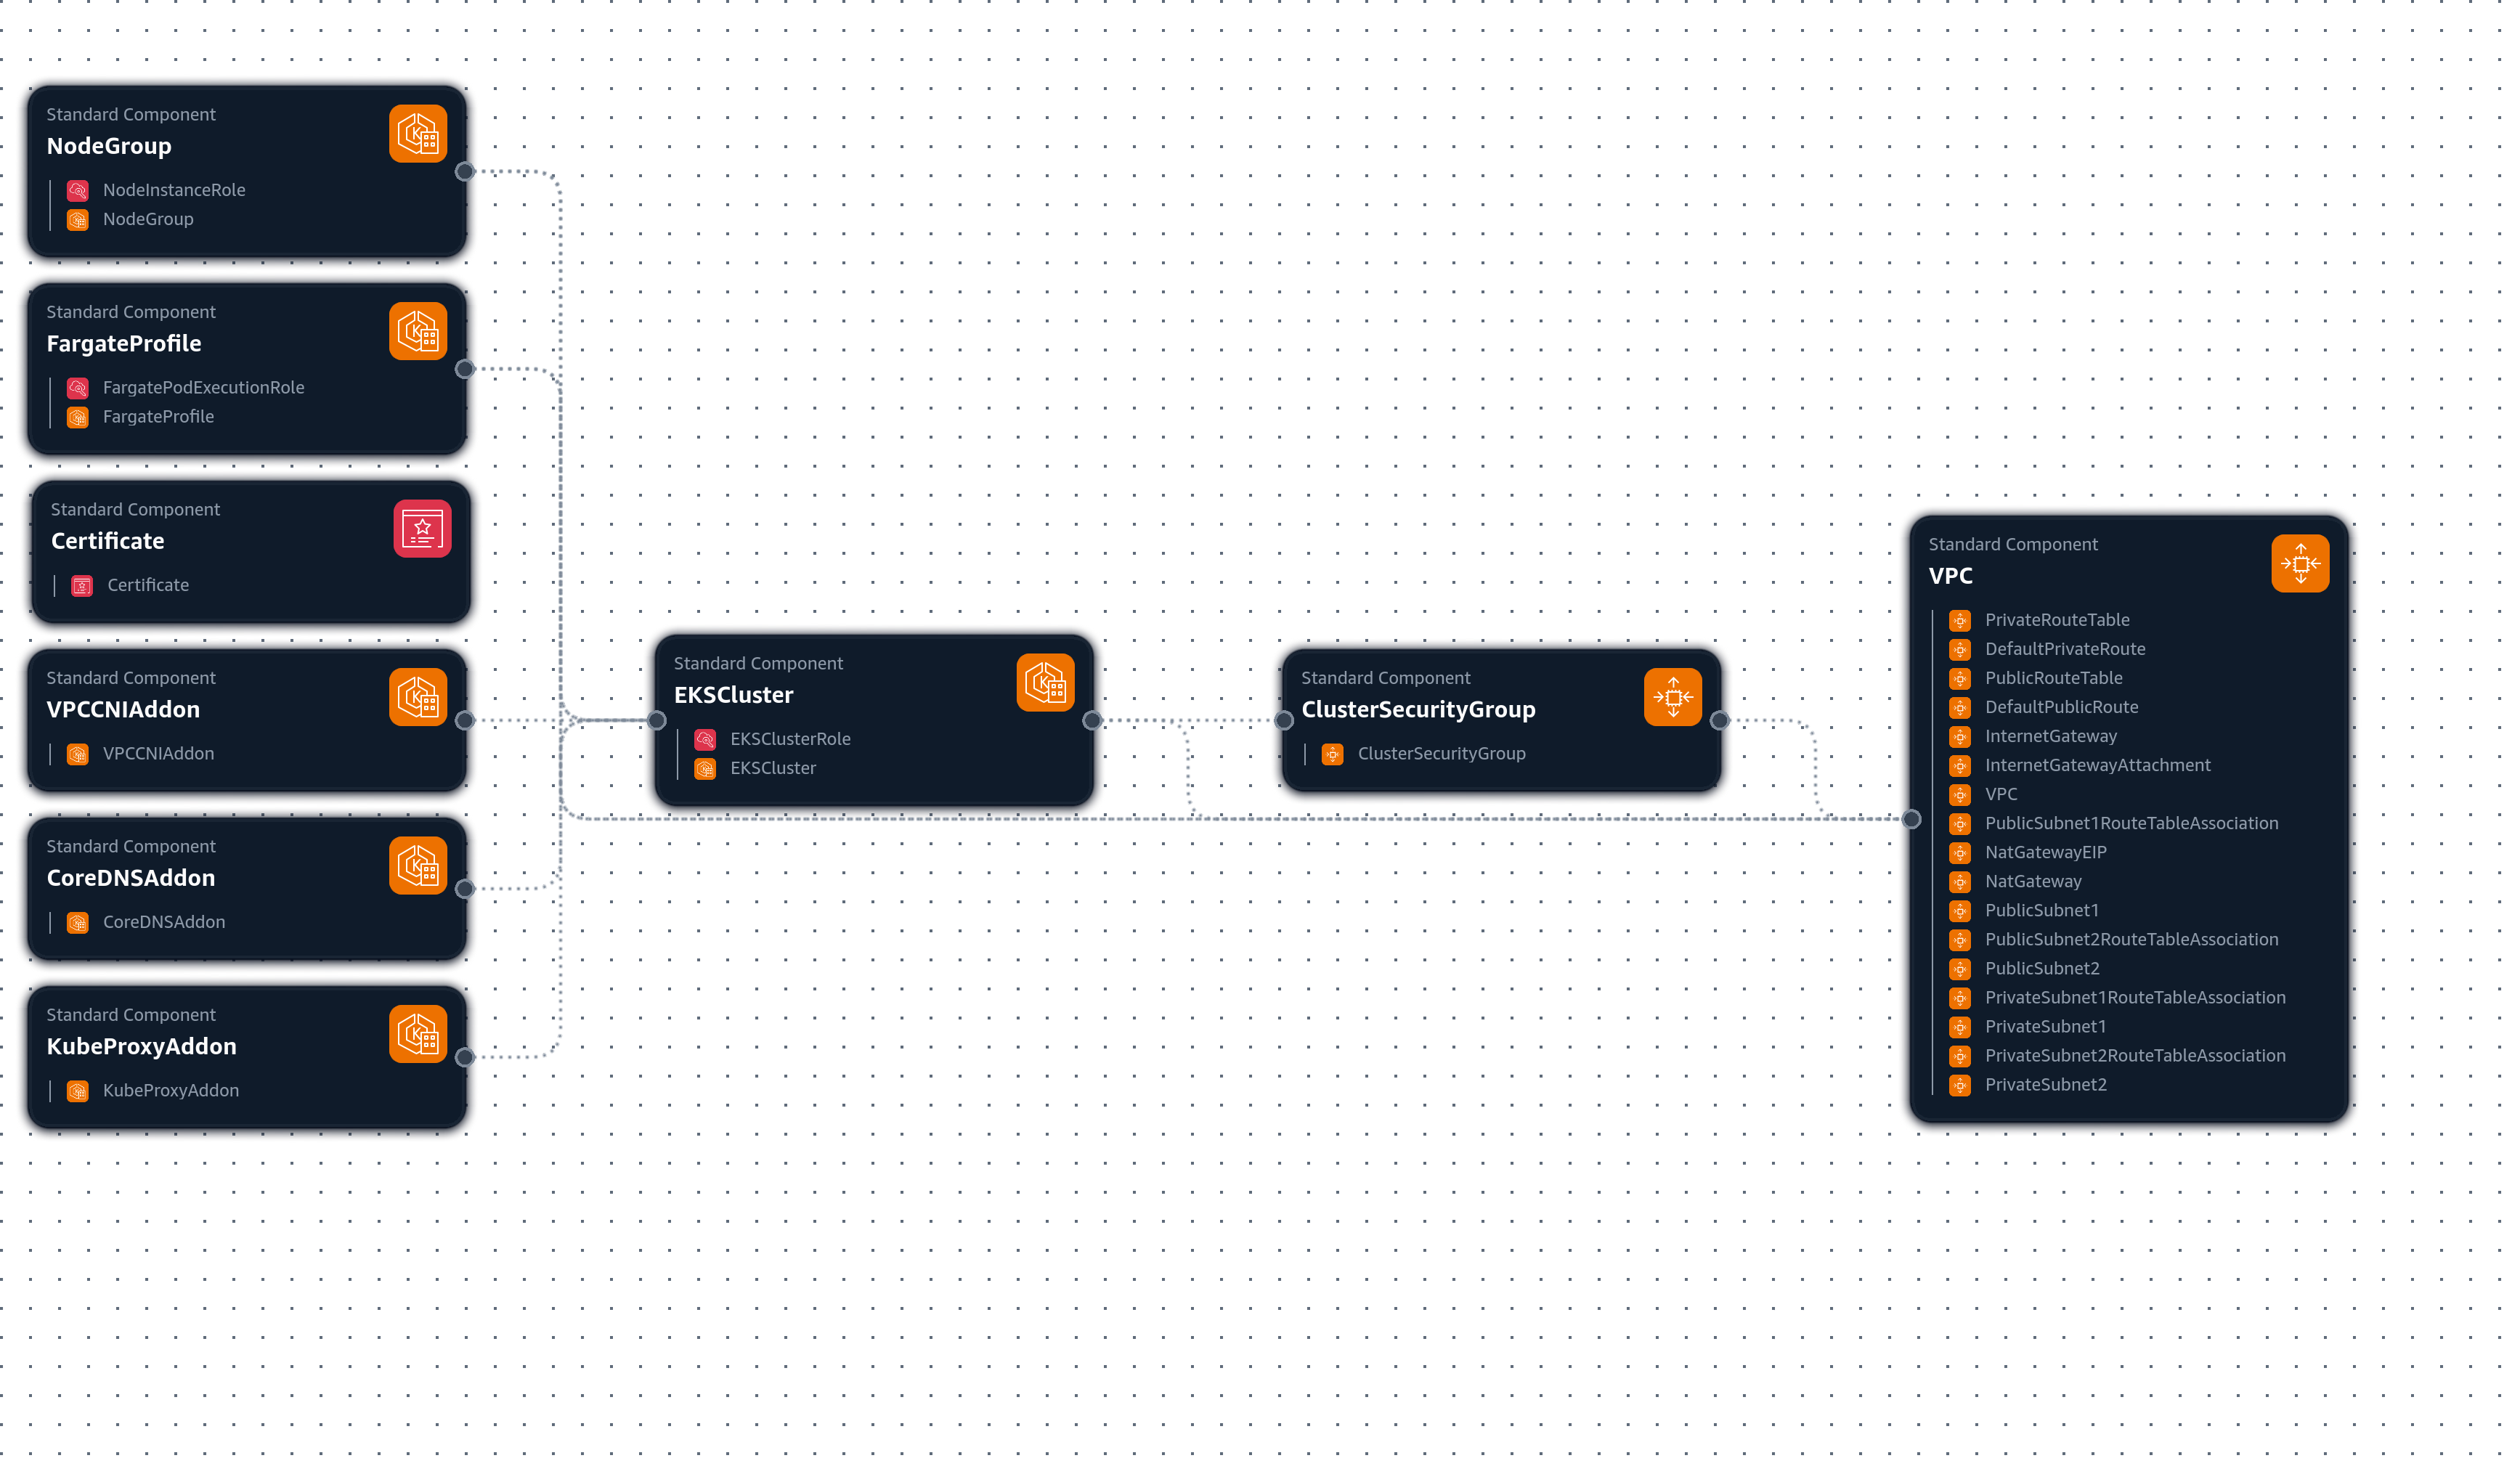 Standard Component
NodeGroup
NodeInstanceRole
NodeGroup
Standard Component
FargateProfile
FargatePodExecutionRole
FargateProfile
Standard Component
Certificate
Certificate
Standard Component
VPCCNIAddon
VPCCNIAddon
Standard Component
CoreDNSAddon
CoreDNSAddon
Standard Component
KubeProxyAddon
KubeProxyAddon
Standard Component
EKSCluster
EKSClusterRole
EKSCluster
Standard Component
ClusterSecurityGroup
ClusterSecurityGroup
Standard Component
VPC
PrivateRouteTable
DefaultPrivateRoute
PublicRouteTable
DefaultPublicRoute
InternetGateway
InternetGatewayAttachment
VPC
PublicSubnet1RouteTableAssociation
NatGatewayEIP
NatGateway
PublicSubnet1
PublicSubnet2RouteTableAssociation
PublicSubnet2
PrivateSubnet1RouteTableAssociation
PrivateSubnet1
PrivateSubnet2RouteTableAssociation
PrivateSubnet2